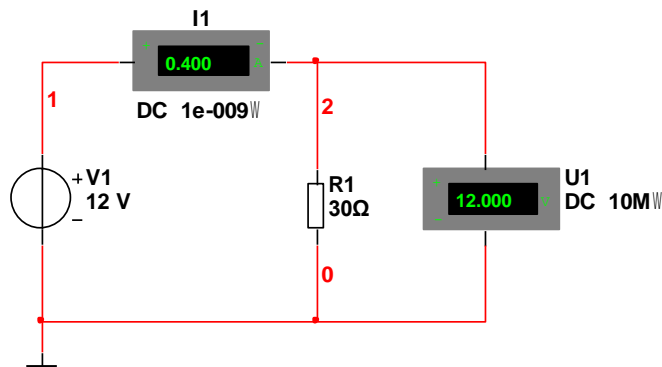 I1
+ −
0.400 A
DC 1e-009W
1
2
+ V1
12 V
−
R1
30Ω
+
12.000 V
−
U1
DC 10MW
0